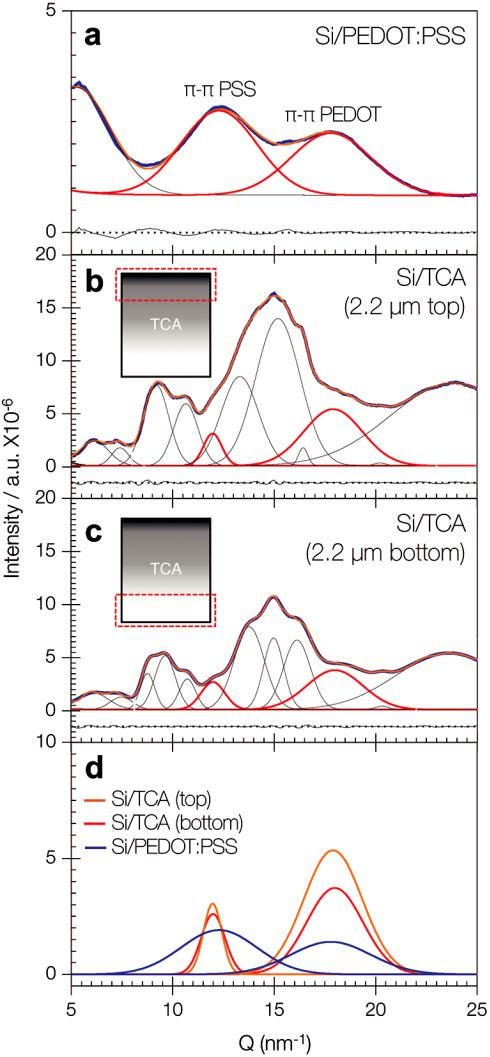 5
a
Si/PEDOT:PSS
π-π PSS
π-π PEDOT
0
20
b
Si/TCA
(2.2 µm top)
15
TCA
10
5
0
20
c
Si/TCA
(2.2 µm bottom)
15
TCA
10
5
0
10
d
Si/TCA (top)
Si/TCA (bottom)
Si/PEDOT:PSS
5
0
5 10 15 20 25
Q (nm-1)
Intensity / a.u. X10-6